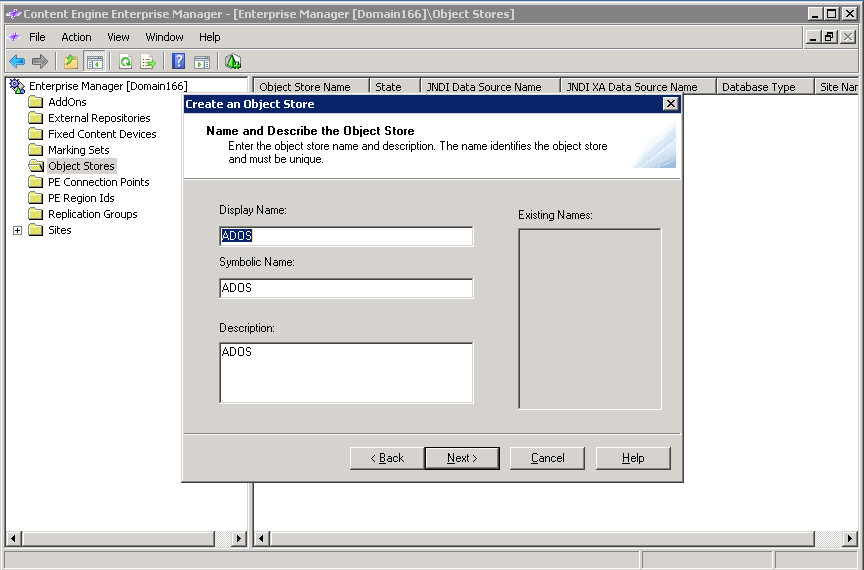 Content Engine Enterprise Manager - [Enterprise Manager [Domain166]\Object Stores]
File Action View Window Help
Enterprise Manager [Domain166]
AddOns
External Repositories
Fixed Content Devices
Marking Sets
Object Stores
PE Connection Points
PE Region Ids
Replication Groups
Sites
Object Store Name State JNDI Data Source Name JNDI XA Data Source Name Database Type Site Nar
Create an Object Store
Name and Describe the Object Store
Enter the object store name and description. The name identifies the object store
and must be unique.
Display Name:
ADOS
Symbolic Name:
ADOS
Description:
ADOS
Existing Names:
< Back Next > Cancel Help